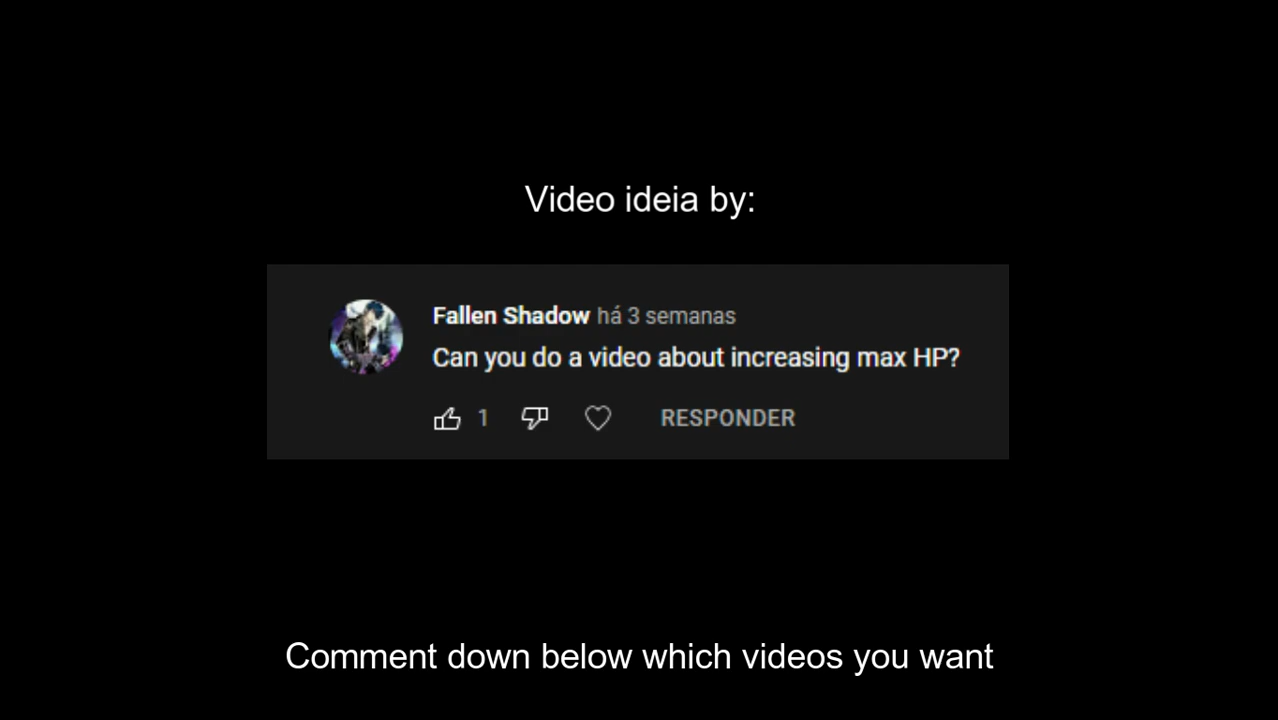 Video ideia by:
Fallen Shadow há 3 semanas
Can you do a video about increasing max HP?
1 RESPONDER
Comment down below which videos you want